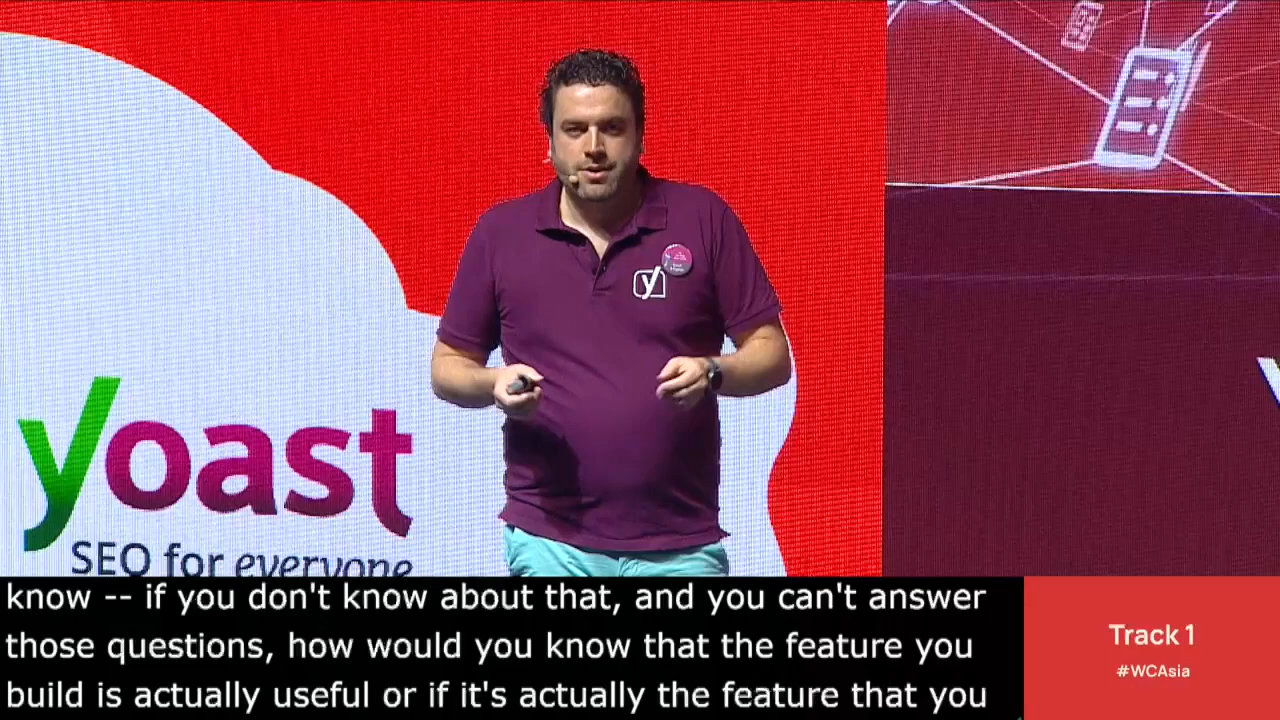 yoast
SEO for everyone
y
know -- if you don't know about that, and you can't answer
those questions, how would you know that the feature you
build is actually useful or if it's actually the feature that you
Track 1
#WCAsia